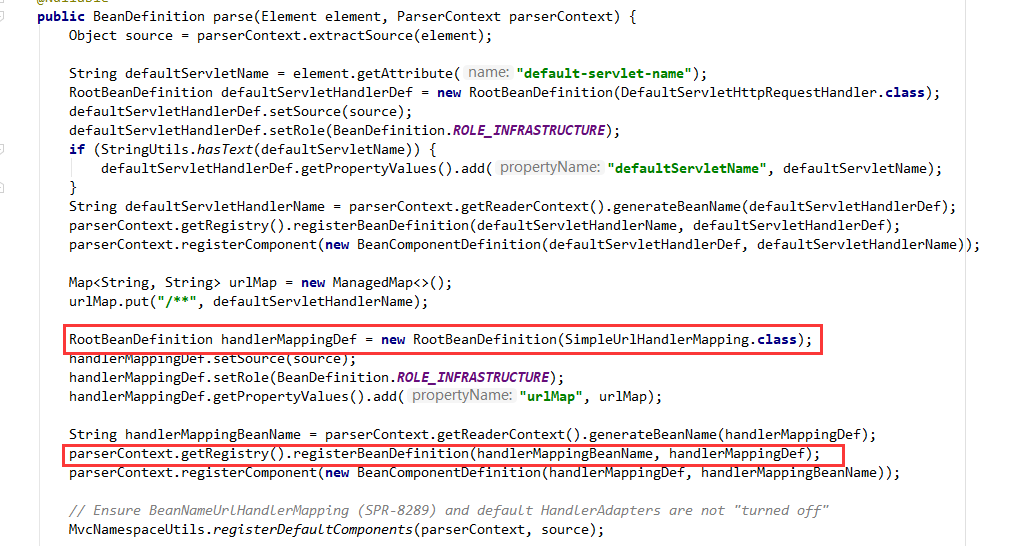 @Nullable
public BeanDefinition parse(Element element, ParserContext parserContext) {
Object source = parserContext.extractSource(element);
String defaultServletName = element.getAttribute( name: "default-servlet-name");
RootBeanDefinition defaultServletHandlerDef = new RootBeanDefinition(DefaultServletHttpRequestHandler.class);
defaultServletHandlerDef.setSource(source);
defaultServletHandlerDef.setRole(BeanDefinition.ROLE_INFRASTRUCTURE);
if (StringUtils.hasText(defaultServletName)) {
defaultServletHandlerDef.getPropertyValues().add( propertyName: "defaultServletName", defaultServletName);
}
String defaultServletHandlerName = parserContext.getReaderContext().generateBeanName(defaultServletHandlerDef);
parserContext.getRegistry().registerBeanDefinition(defaultServletHandlerName, defaultServletHandlerDef);
parserContext.registerComponent(new BeanComponentDefinition(defaultServletHandlerDef, defaultServletHandlerName));
Map<String, String> urlMap = new ManagedMap<>();
urlMap.put("/**", defaultServletHandlerName);
RootBeanDefinition handlerMappingDef = new RootBeanDefinition(SimpleUrlHandlerMapping.class);
handlerMappingDef.setSource(source);
handlerMappingDef.setRole(BeanDefinition.ROLE_INFRASTRUCTURE);
handlerMappingDef.getPropertyValues().add( propertyName: "urlMap", urlMap);
String handlerMappingBeanName = parserContext.getReaderContext().generateBeanName(handlerMappingDef);
parserContext.getRegistry().registerBeanDefinition(handlerMappingBeanName, handlerMappingDef);
parserContext.registerComponent(new BeanComponentDefinition(handlerMappingDef, handlerMappingBeanName));
// Ensure BeanNameUrlHandlerMapping (SPR-8289) and default HandlerAdapters are not "turned off"
MvcNamespaceUtils.registerDefaultComponents(parserContext, source);